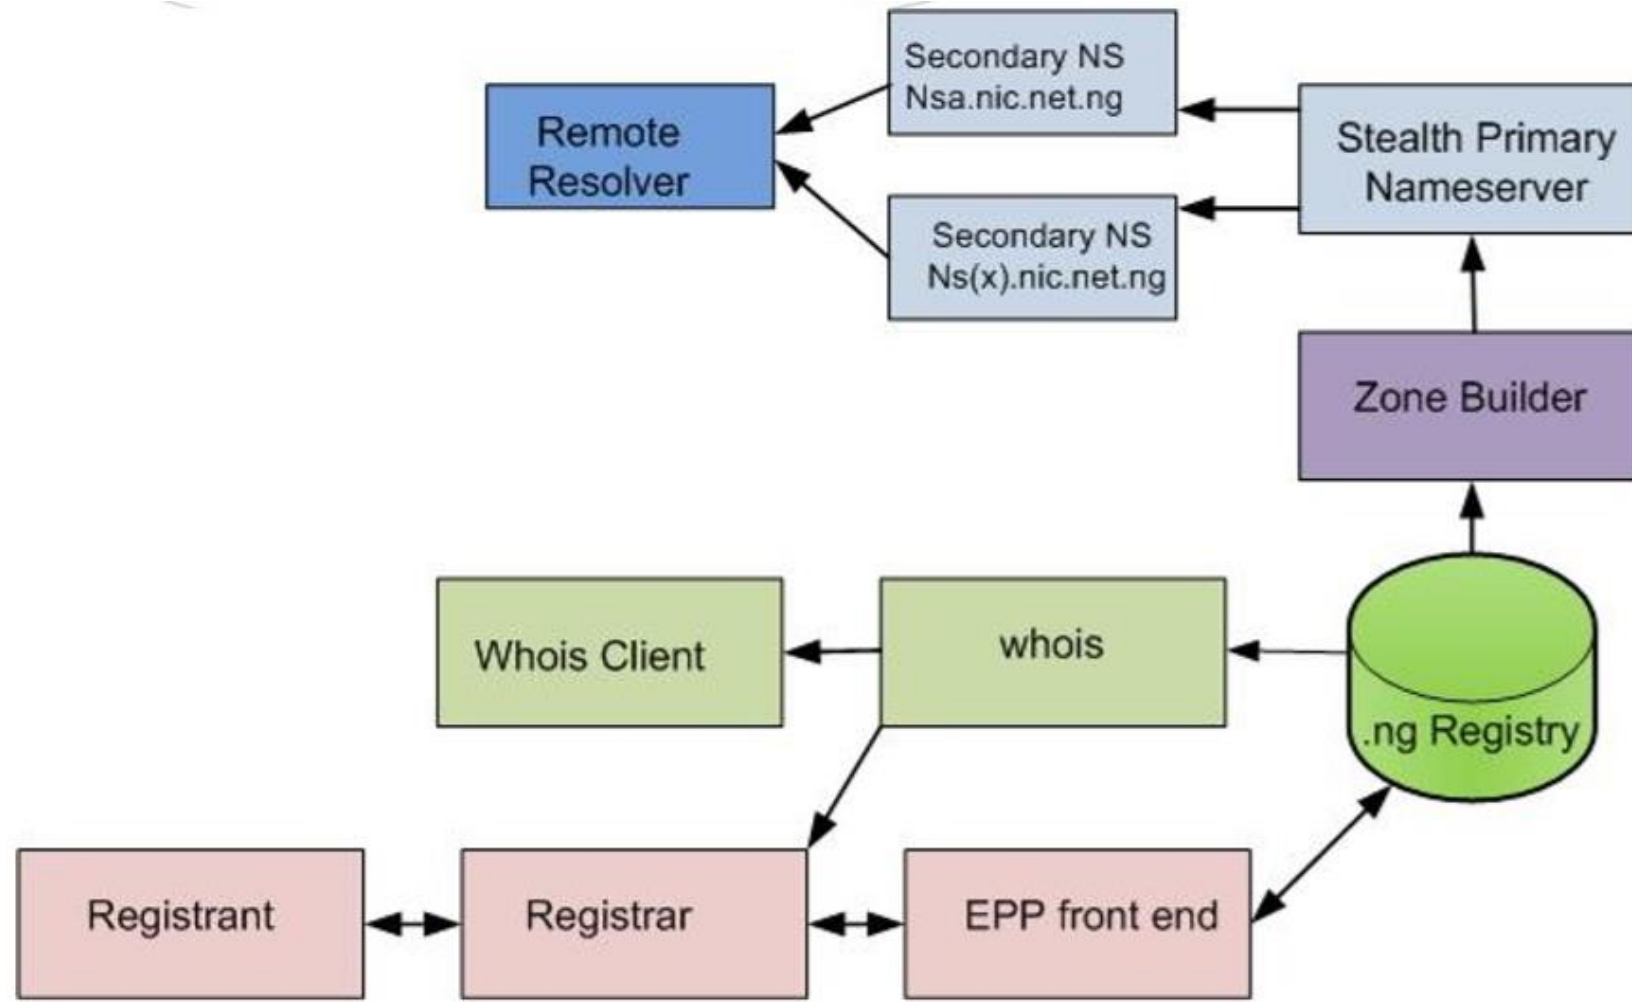 Secondary NS
Nsa.nic.net.ng
Remote
Resolver
Stealth Primary
Nameserver
Secondary NS
Ns(x).nic.net.ng
Zone Builder
Whois Client
whois
.ng Registry
Registrant
Registrar
EPP front end